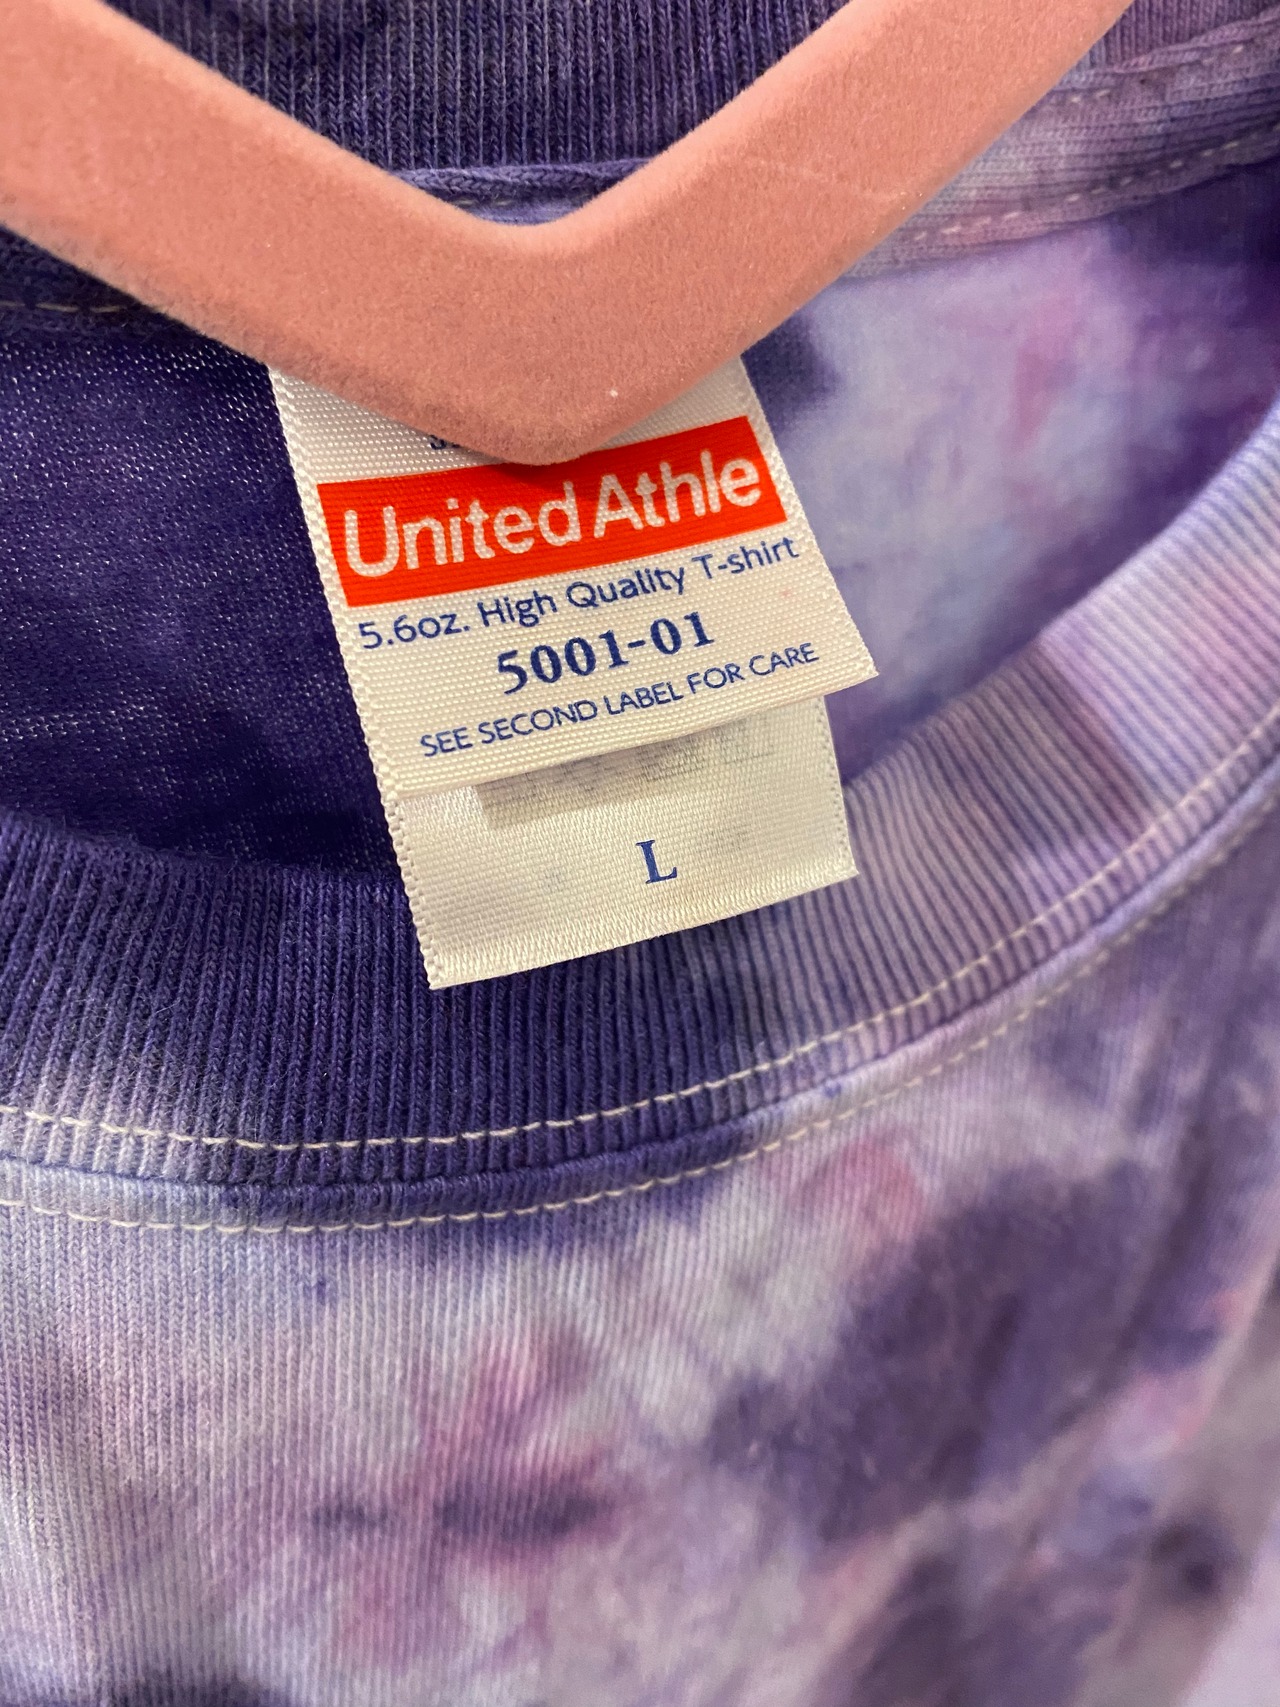 United Athle
5.6oz. High Quality T-shirt
5001-01
SEE SECOND LABEL FOR CARE
L